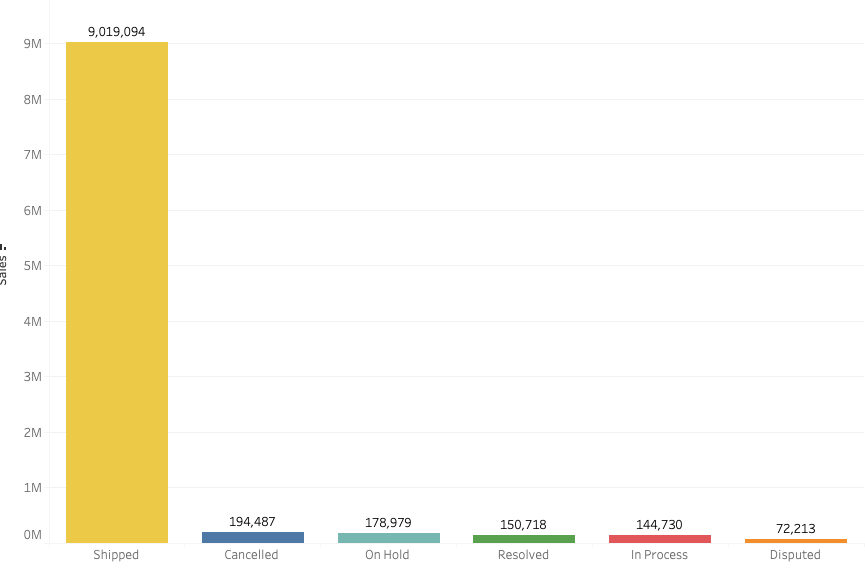 9,019,094
9M
8M
7M
6M
5M
4M
3M
2M
1M
0M
Sales
194,487
178,979
150,718
144,730
72,213
Shipped
Cancelled
On Hold
Resolved
In Process
Disputed